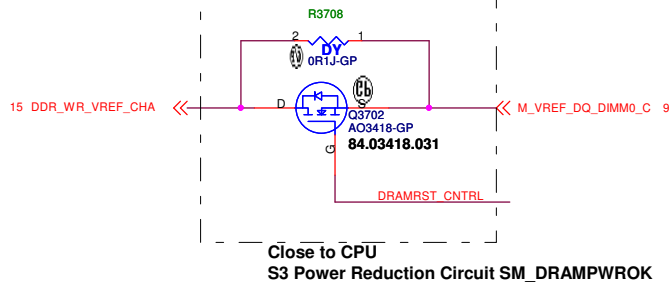 R3708
2 1
DY
0R1J-GP
15 DDR_WR_VREF_CHA
D S
M_VREF_DQ_DIMM0_C 9
Q3702
AO3418-GP
84.03418.031
G
DRAMRST_CNTRL
Close to CPU
S3 Power Reduction Circuit SM_DRAMPWROK